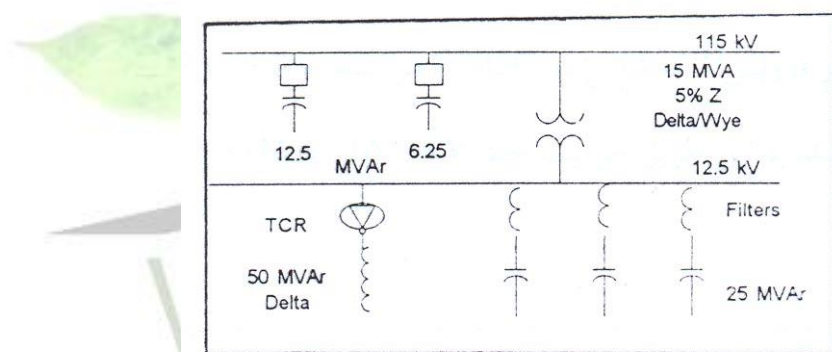 115 kV
15 MVA
5% Z
Delta/Wye
12.5
6.25
MVAr
12.5 kV
TCR
Filters
50 MVAr
Delta
25 MVAr